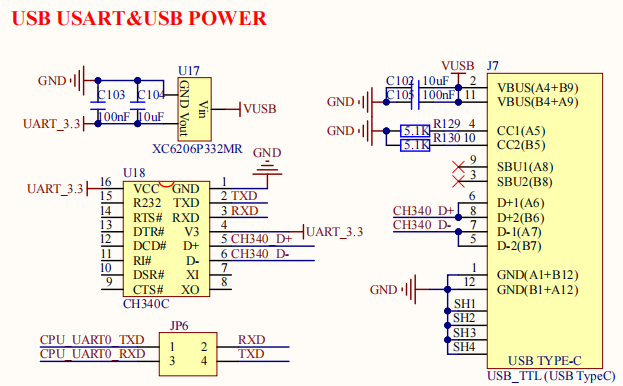 USB USART&USB POWER
U17
GND
C103
C104
GND
Vout
Vin
VUSB
100nF
10uF
UART_3.3
XC6206P332MR
J7
VUSB
C102
10uF
C105
100nF
GND
2
11
VBUS(A4+B9)
VBUS(B4+A9)
GND
5.1K
R129
4
CC1(A5)
5.1K
R130
10
CC2(B5)
9
SBU1(A8)
3
SBU2(B8)
6
D+1(A6)
CH340_D+
8
D+2(B6)
CH340_D-
7
D-1(A7)
5
D-2(B7)
1
GND(A1+B12)
GND
12
GND(B1+A12)
SH1
SH2
SH3
SH4
USB TYPE-C
USB_TTL(USB TypeC)
GND
U18
UART_3.3
16
VCC
GND
1
15
R232
TXD
2
TXD
14
RTS#
RXD
3
RXD
13
DTR#
V3
4
UART_3.3
12
DCD#
D+
5
CH340_D+
11
RI#
D-
6
CH340_D-
10
DSR#
XI
7
9
CTS#
XO
8
CH340C
JP6
CPU_UART0_TXD
1
2
RXD
CPU_UART0_RXD
3
4
TXD